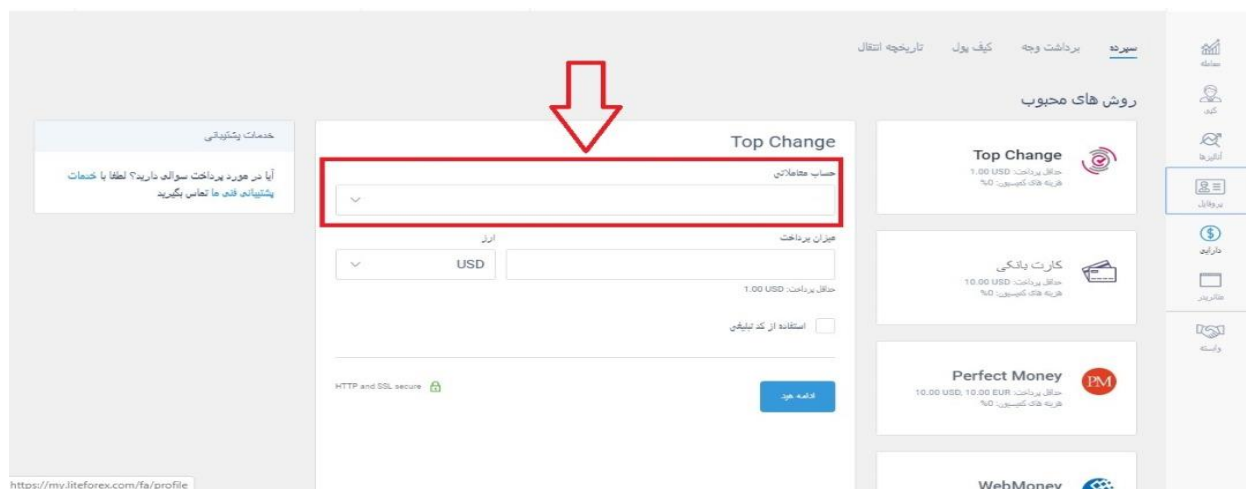 سپرده برداشت وجه کیف پول تاریخچه انتقال
روش های محبوب
معامله
کپی
آنالیزها
پروفایل
دارایی
متاتریدر
وابسته
Top Change
حداقل پرداخت: 1.00 USD
هزینه های کمیسیون: 0%
کارت بانکی
حداقل پرداخت: 10.00 USD
هزینه های کمیسیون: 0%
PM
Perfect Money
حداقل پرداخت: 10.00 USD, 10.00 EUR
هزینه های کمیسیون: 0%
WebMoney
Top Change
حساب معاملاتی
میزان پرداخت
ارز
USD
حداقل پرداخت: 1.00 USD
استفاده از کد تبلیغی
ادامه
HTTP and SSL secure
خدمات پشتیبانی
آیا در مورد پرداخت سوالی دارید؟ لطفا با خدمات
پشتیبانی فنی ما تماس بگیرید
https://my.liteforex.com/fa/profile